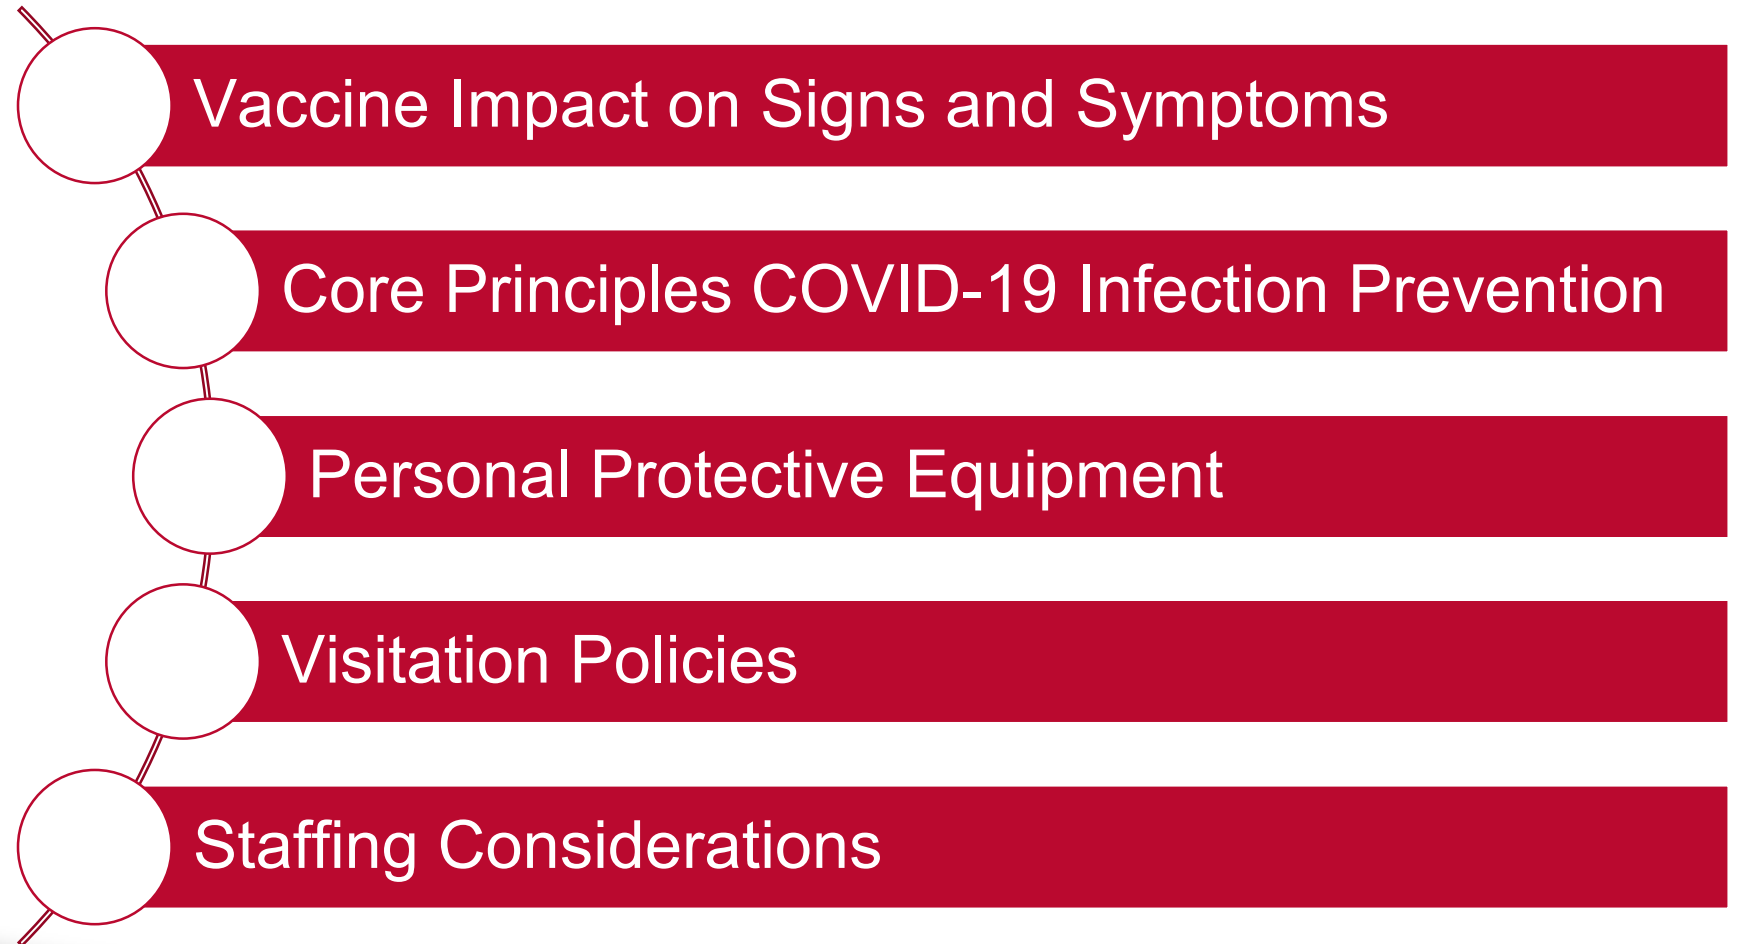 Vaccine Impact on Signs and Symptoms
Core Principles COVID-19 Infection Prevention
Personal Protective Equipment
Visitation Policies
Staffing Considerations